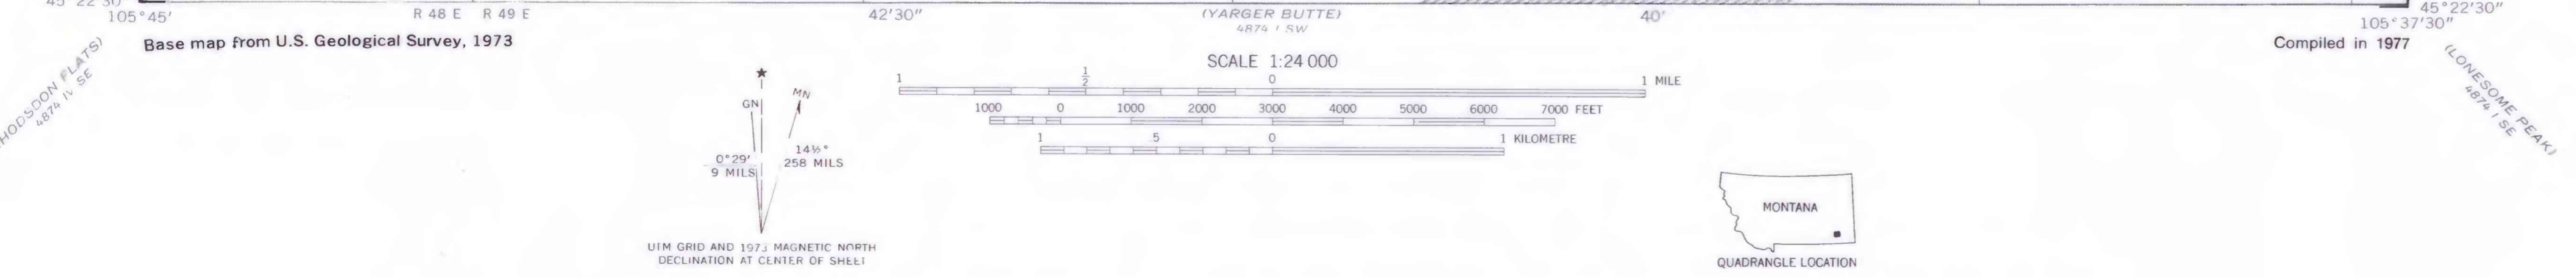 45°22'30"
105°45'
R 48 E R 49 E
42'30"
(YARGER BUTTE)
4874 I SW
40'
45°22'30"
105°37'30"
(HODSDON FLATS)
4874 IV SE
Base map from U.S. Geological Survey, 1973
Compiled in 1977
(LONESOME PEAK)
4874 I SE
SCALE 1:24 000
1 ½ 0 1 MILE
1000 0 1000 2000 3000 4000 5000 6000 7000 FEET
1 .5 0 1 KILOMETRE
GN
MN
0°29'
9 MILS
14½°
258 MILS
UTM GRID AND 1973 MAGNETIC NORTH
DECLINATION AT CENTER OF SHEET
MONTANA
QUADRANGLE LOCATION